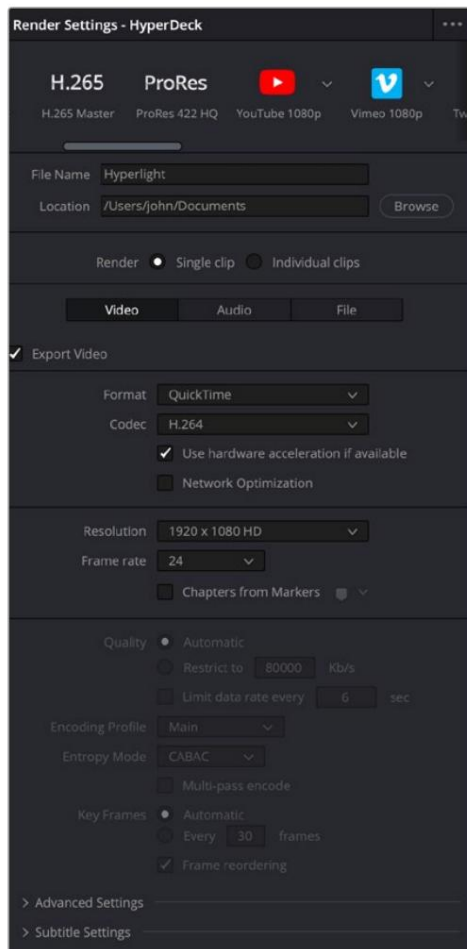 Render Settings - HyperDeck
H.265 ProRes
H.265 Master ProRes 422 HQ YouTube 1080p Vimeo 1080p Tw
File Name Hyperlight
Location /Users/john/Documents Browse
Render Single clip Individual clips
Video Audio File
Export Video
Format QuickTime
Codec H.264
Use hardware acceleration if available
Network Optimization
Resolution 1920 x 1080 HD
Frame rate 24
Chapters from Markers
Quality Automatic
Restrict to 80000 Kb/s
Limit data rate every 6 sec
Encoding Profile Main
Entropy Mode CABAC
Multi-pass encode
Key Frames Automatic
Every 30 frames
Frame reordering
Advanced Settings
Subtitle Settings